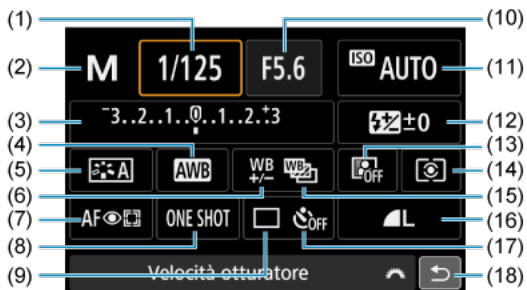 (1) (10)
(2) M 1/125 F5.6 ISO AUTO (11)
(3) -3..2..1..0..1..2.+3 ±0 (12)
(4) (13)
(5) A AWB WB +/- WB OFF (14)
(6) (15)
(7) AF ONE SHOT OFF L (16)
(8) (17)
(9) Velocità otturatore (18)